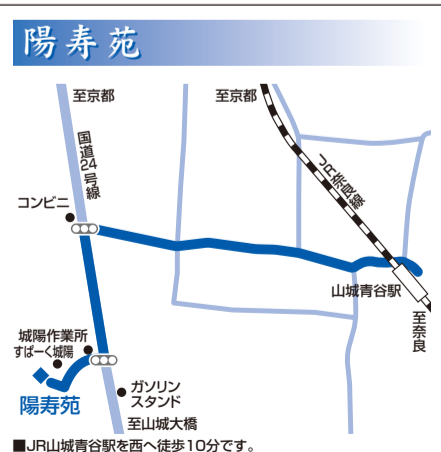 陽寿苑
至京都
至京都
国道24号線
JR奈良線
コンビニ
山城青谷駅
至奈良
城陽作業所
すぱーく城陽
陽寿苑
ガソリン
スタンド
至山城大橋
■JR山城青谷駅を西へ徒歩10分です。